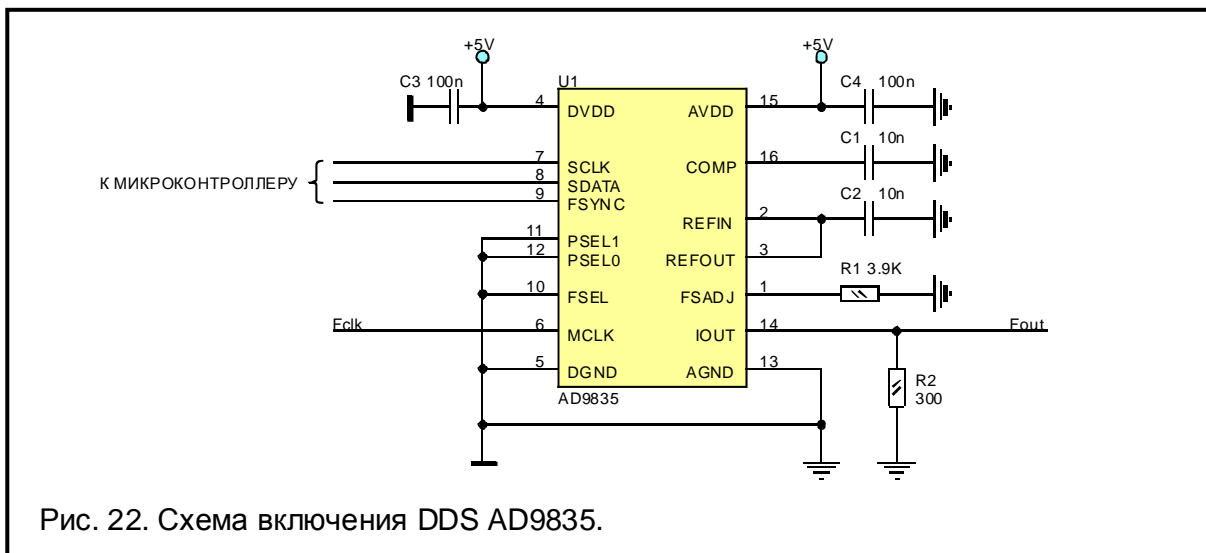 +5V
+5V
C3 100n
U1
C4 100n
4
DVDD
AVDD
15
C1
10n
7
SCLK
COMP
16
К МИКРОКОНТРОЛЛЕРУ
8
SDATA
9
FSYNC
C2 10n
REFIN
2
11
PSEL1
12
PSEL0
REFOUT
3
R1 3.9K
10
FSEL
FSADJ
1
Fclk
6
MCLK
IOUT
14
Fout
5
DGND
AGND
13
R2
300
AD9835
Рис. 22. Схема включения DDS AD9835.